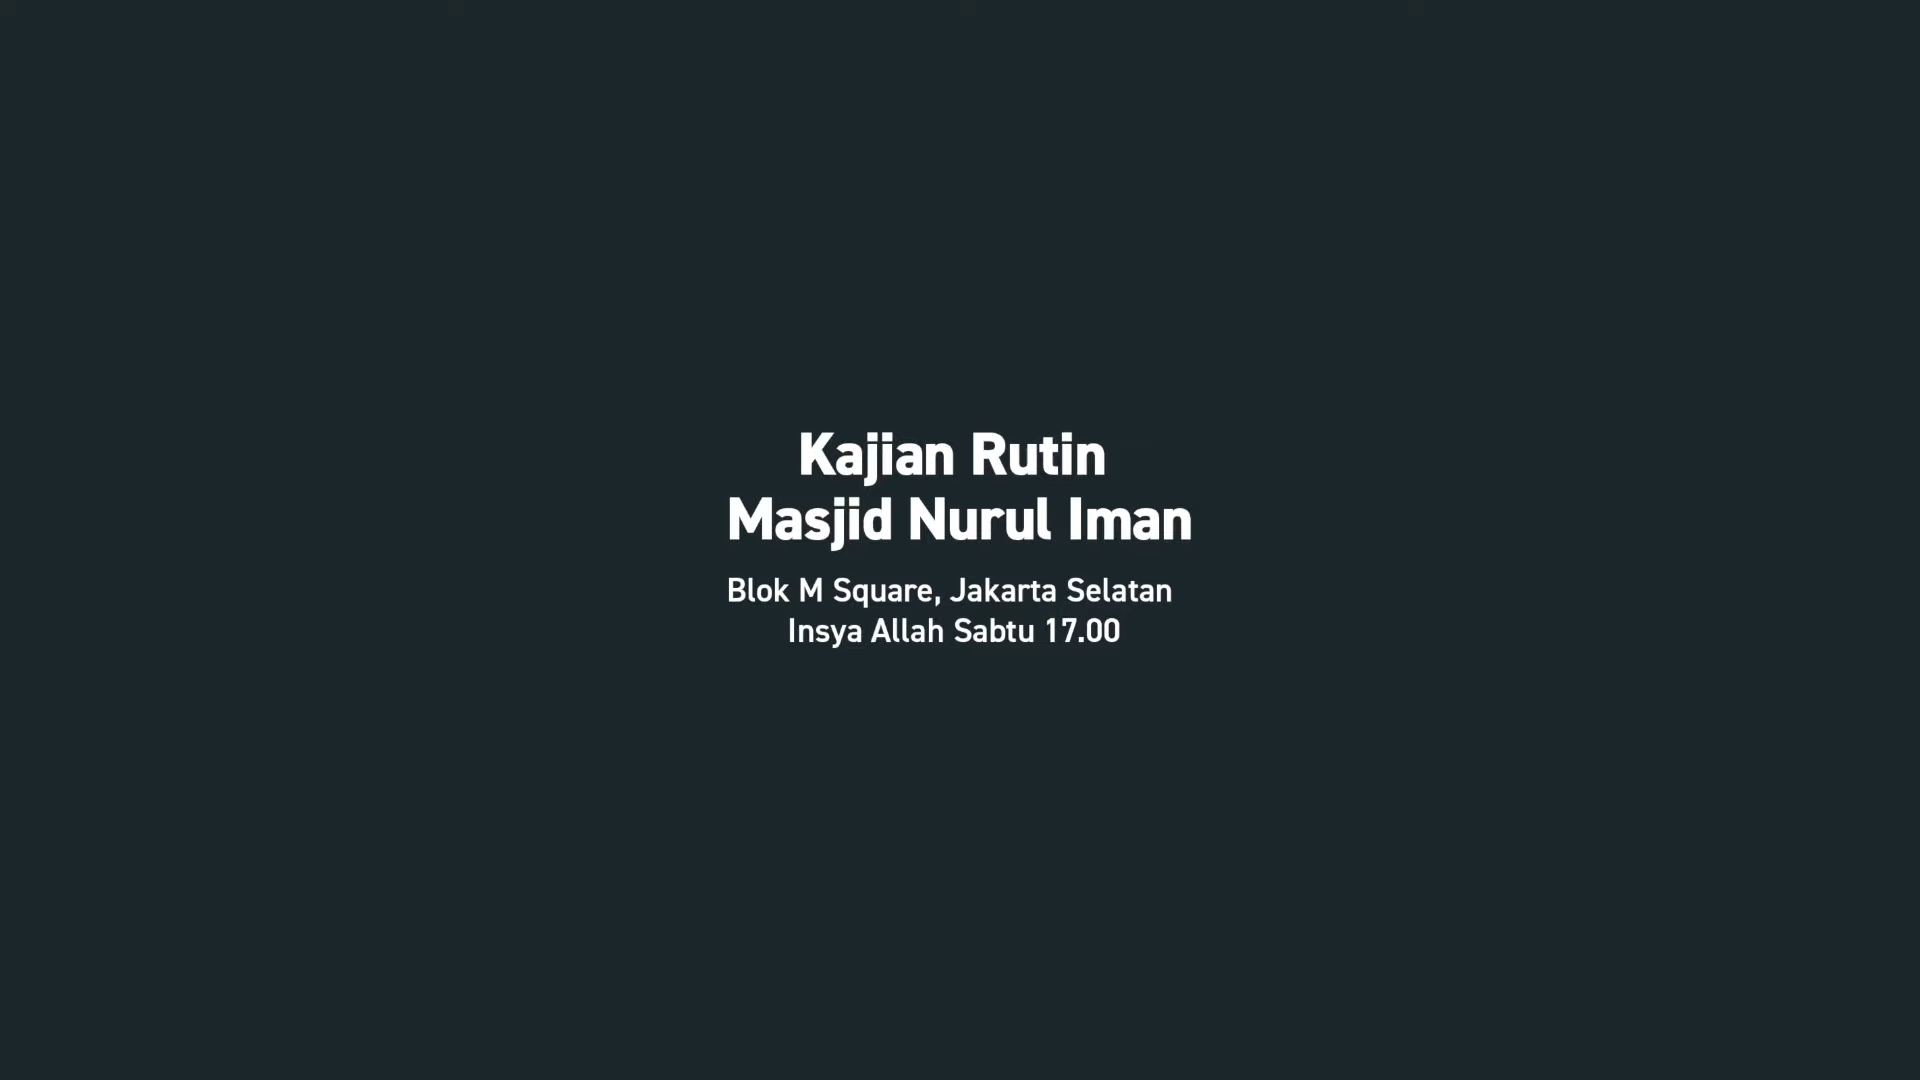 Kajian Rutin
Masjid Nurul Iman
Blok M Square, Jakarta Selatan
Insya Allah Sabtu 17.00